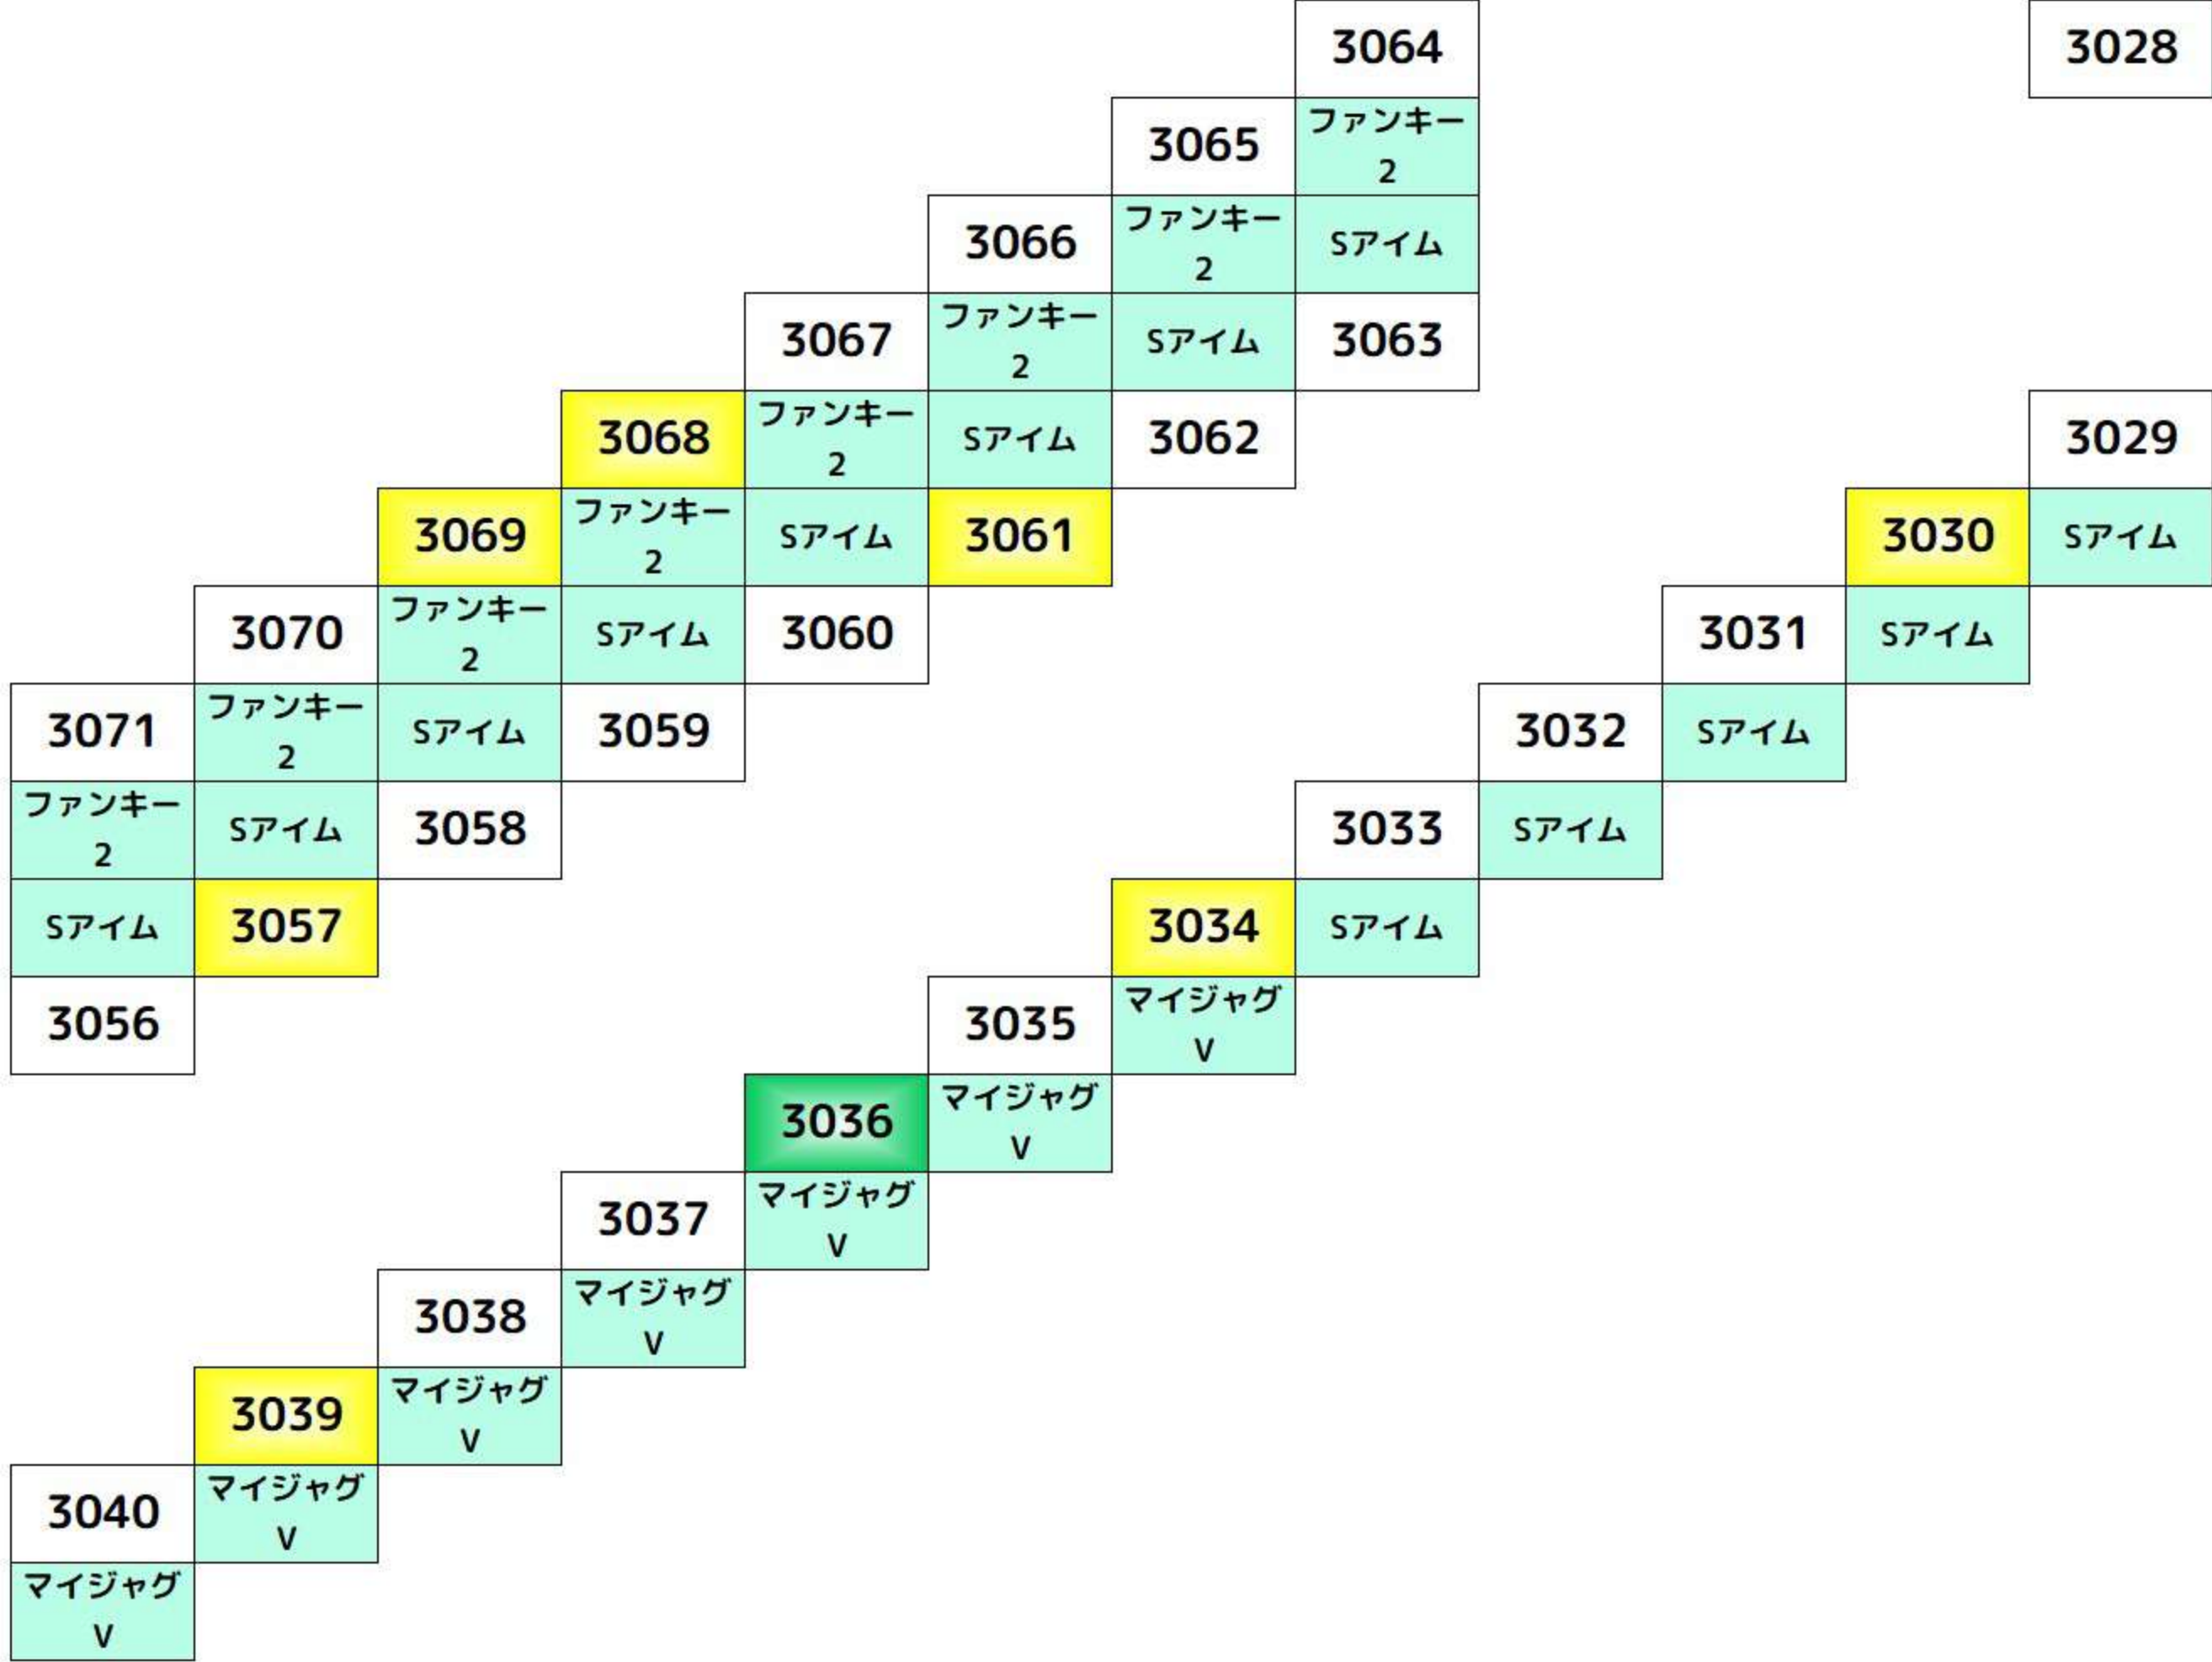 3064 3028
3065 ファンキー
2
3066 ファンキー
2 Sアイム
3067 ファンキー
2 Sアイム 3063
3068 ファンキー
2 Sアイム 3062 3029
3069 ファンキー
2 Sアイム 3061 3030 Sアイム
3070 ファンキー
2 Sアイム 3060 3031 Sアイム
3071 ファンキー
2 Sアイム 3059 3032 Sアイム
ファンキー
2 Sアイム 3058 3033 Sアイム
Sアイム 3057 3034 Sアイム
3056 3035 マイジャグ
V
3036 マイジャグ
V
3037 マイジャグ
V
3038 マイジャグ
V
3039 マイジャグ
V
3040 マイジャグ
V
マイジャグ
V